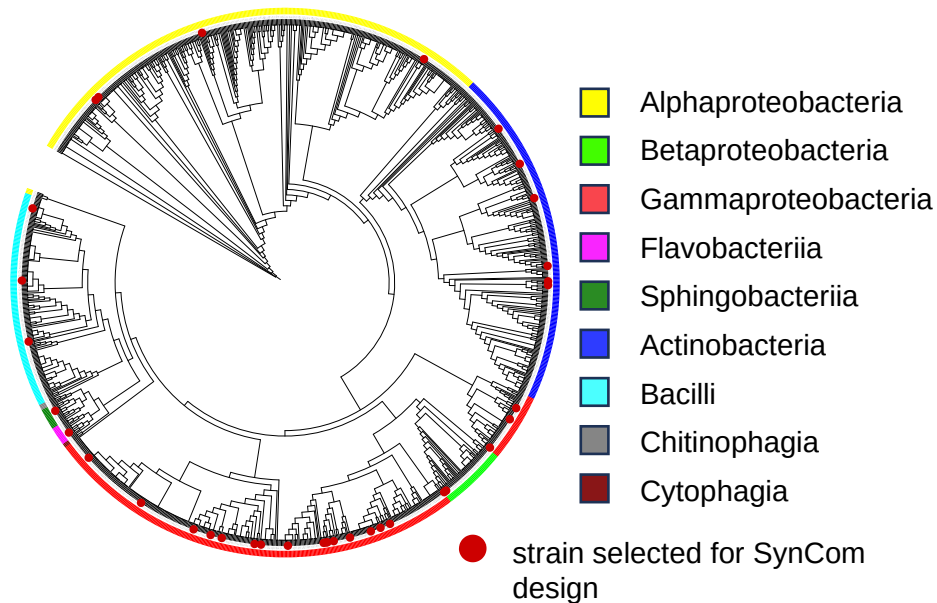 Alphaproteobacteria
Betaproteobacteria
Gammaproteobacteria
Flavobacteriia
Sphingobacteriia
Actinobacteria
Bacilli
Chitinophagia
Cytophagia
strain selected for SynCom
design